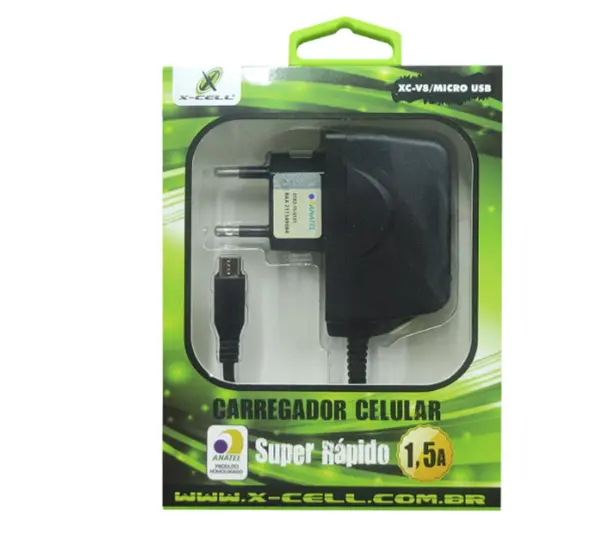 X-CELL
XC-V8/MICRO USB
ANATEL
CARREGADOR CELULAR
ANATEL
PRODUTO
HOMOLOGADO
Super Rápido
1,5A
WWW.X-CELL.COM.BR